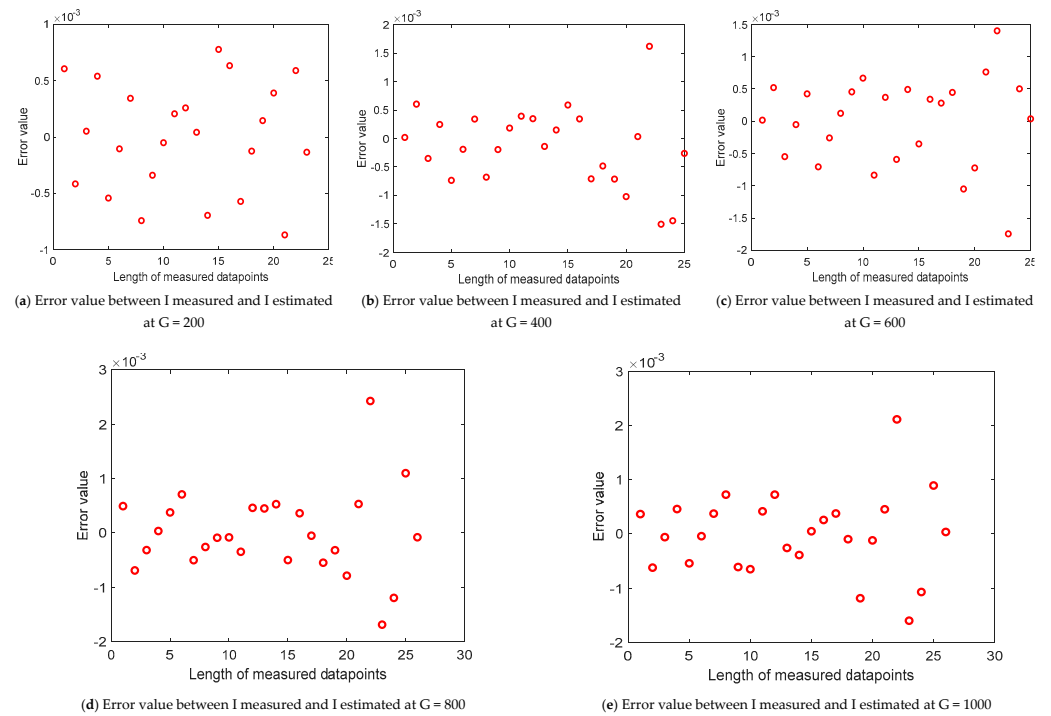 ×10⁻³
1
0.5
0
-0.5
-1
Error value
0 5 10 15 20 25
Length of measured datapoints
(a) Error value between I measured and I estimated
at G = 200
×10⁻³
2
1.5
1
0.5
0
-0.5
-1
-1.5
-2
Error value
0 5 10 15 20 25
Length of measured datapoints
(b) Error value between I measured and I estimated
at G = 400
×10⁻³
1.5
1
0.5
0
-0.5
-1
-1.5
-2
Error value
0 5 10 15 20 25
Length of measured datapoints
(c) Error value between I measured and I estimated
at G = 600
×10⁻³
3
2
1
0
-1
-2
Error value
0 5 10 15 20 25 30
Length of measured datapoints
(d) Error value between I measured and I estimated at G = 800
×10⁻³
3
2
1
0
-1
-2
Error value
0 5 10 15 20 25 30
Length of measured datapoints
(e) Error value between I measured and I estimated at G = 1000